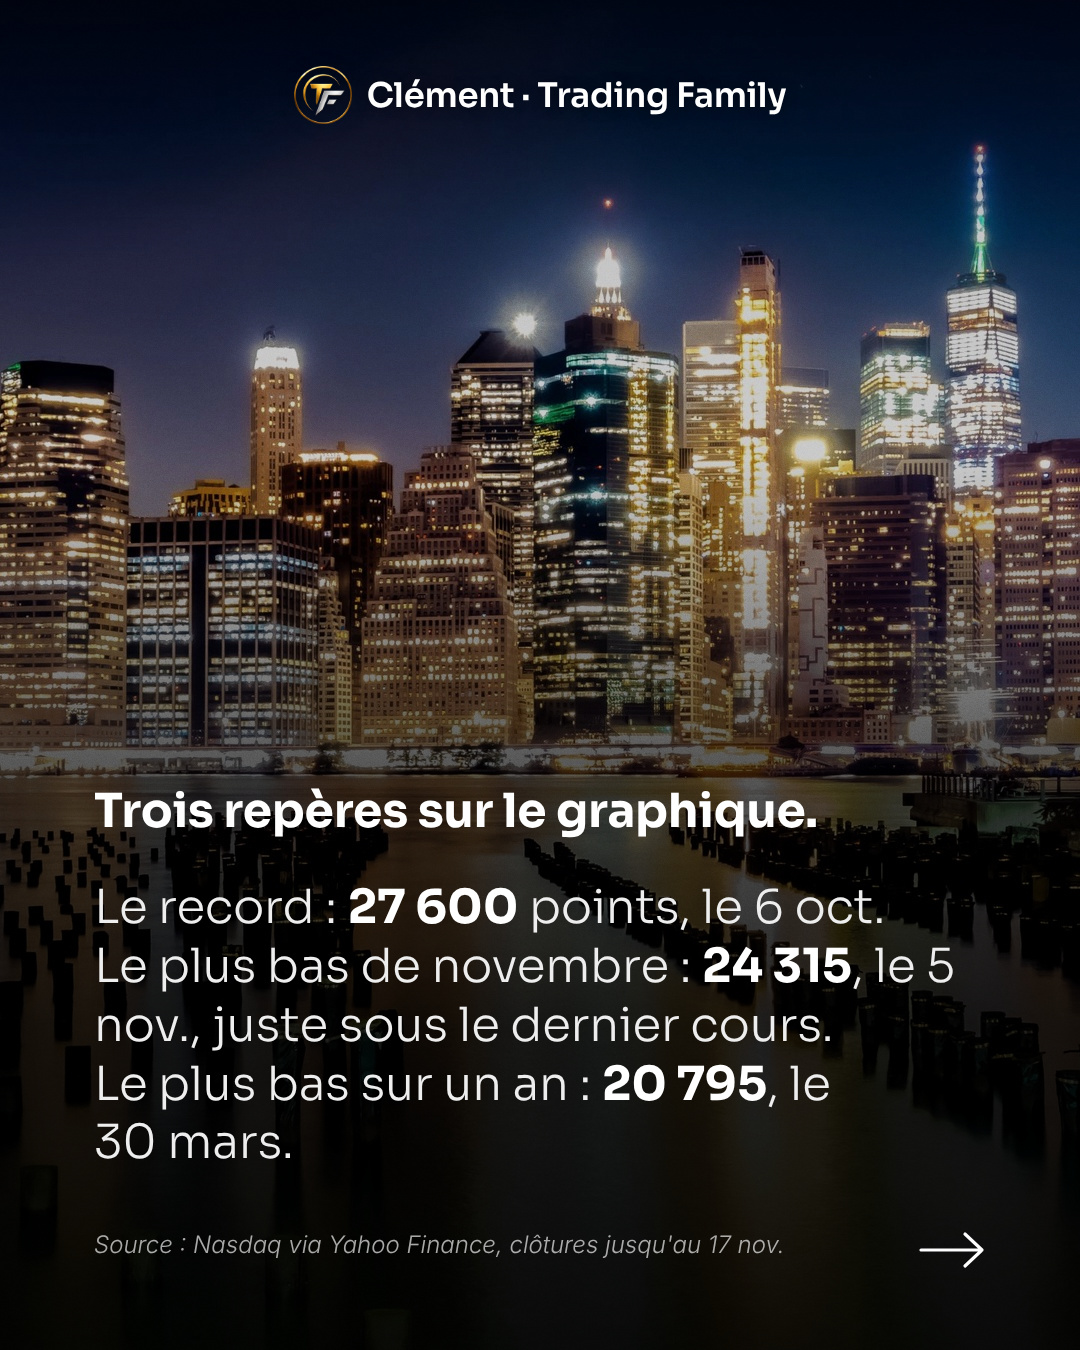 TF Clément · Trading Family
Trois repères sur le graphique.
Le record : 27 600 points, le 6 oct.
Le plus bas de novembre : 24 315, le 5
nov., juste sous le dernier cours.
Le plus bas sur un an : 20 795, le
30 mars.
Source : Nasdaq via Yahoo Finance, clôtures jusqu'au 17 nov.